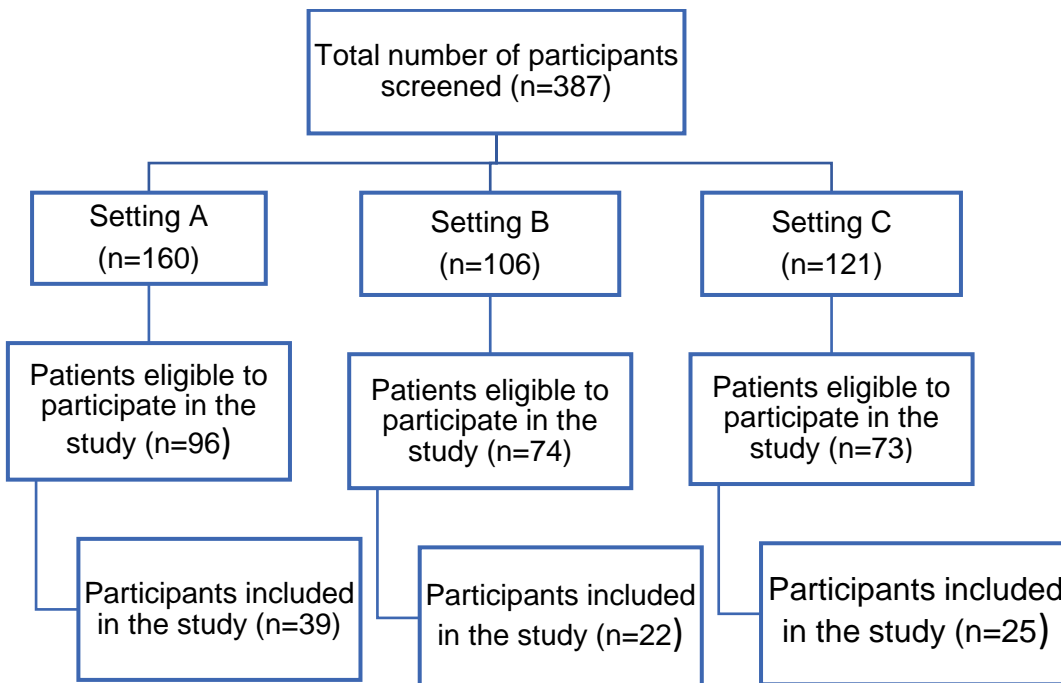 Total number of participants
screened (n=387)
Setting A
(n=160)
Setting B
(n=106)
Setting C
(n=121)
Patients eligible to
participate in the
study (n=96)
Patients eligible to
participate in the
study (n=74)
Patients eligible to
participate in the
study (n=73)
Participants included
in the study (n=39)
Participants included
in the study (n=22)
Participants included
in the study (n=25)